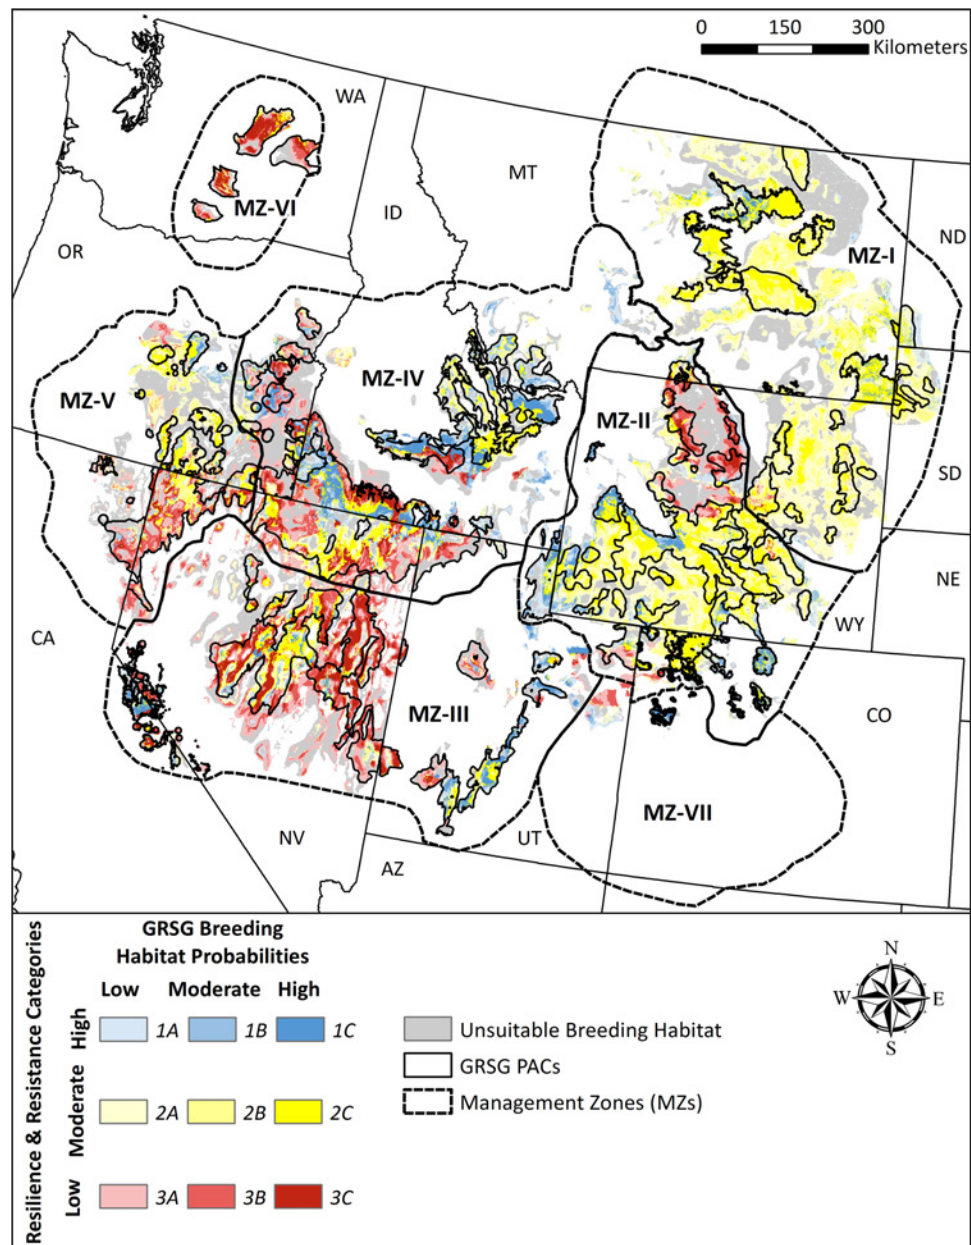 0 150 300
Kilometers
WA
MT
ID
MZ-VI
ND
OR
MZ-I
MZ-IV
MZ-V
MZ-II
SD
NE
WY
CA
MZ-III
CO
MZ-VII
NV
UT
AZ
GRSG Breeding
Habitat Probabilities
Low Moderate High
Resilience & Resistance Categories
High
1A 1B 1C
Moderate
2A 2B 2C
Low
3A 3B 3C
Unsuitable Breeding Habitat
GRSG PACs
Management Zones (MZs)
N
W E
S